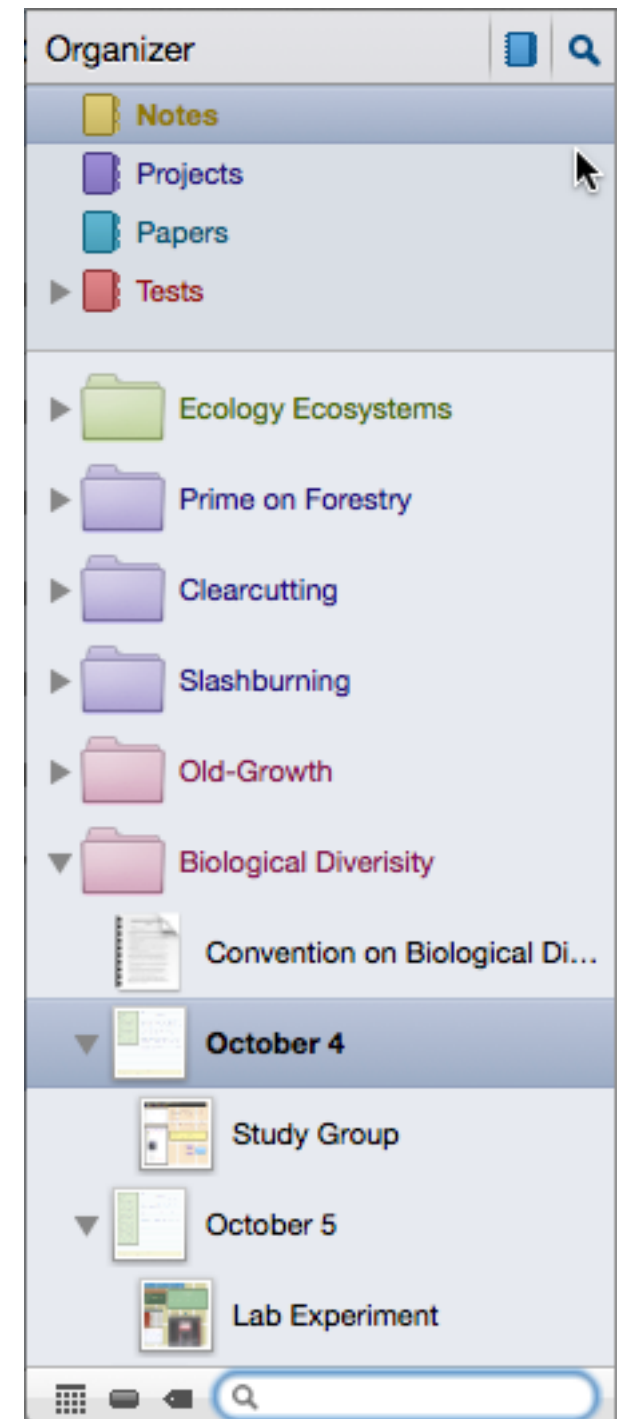 Organizer
Notes
Projects
Papers
Tests
Ecology Ecosystems
Prime on Forestry
Clearcutting
Slashburning
Old-Growth
Biological Diverisity
Convention on Biological Di...
October 4
Study Group
October 5
Lab Experiment